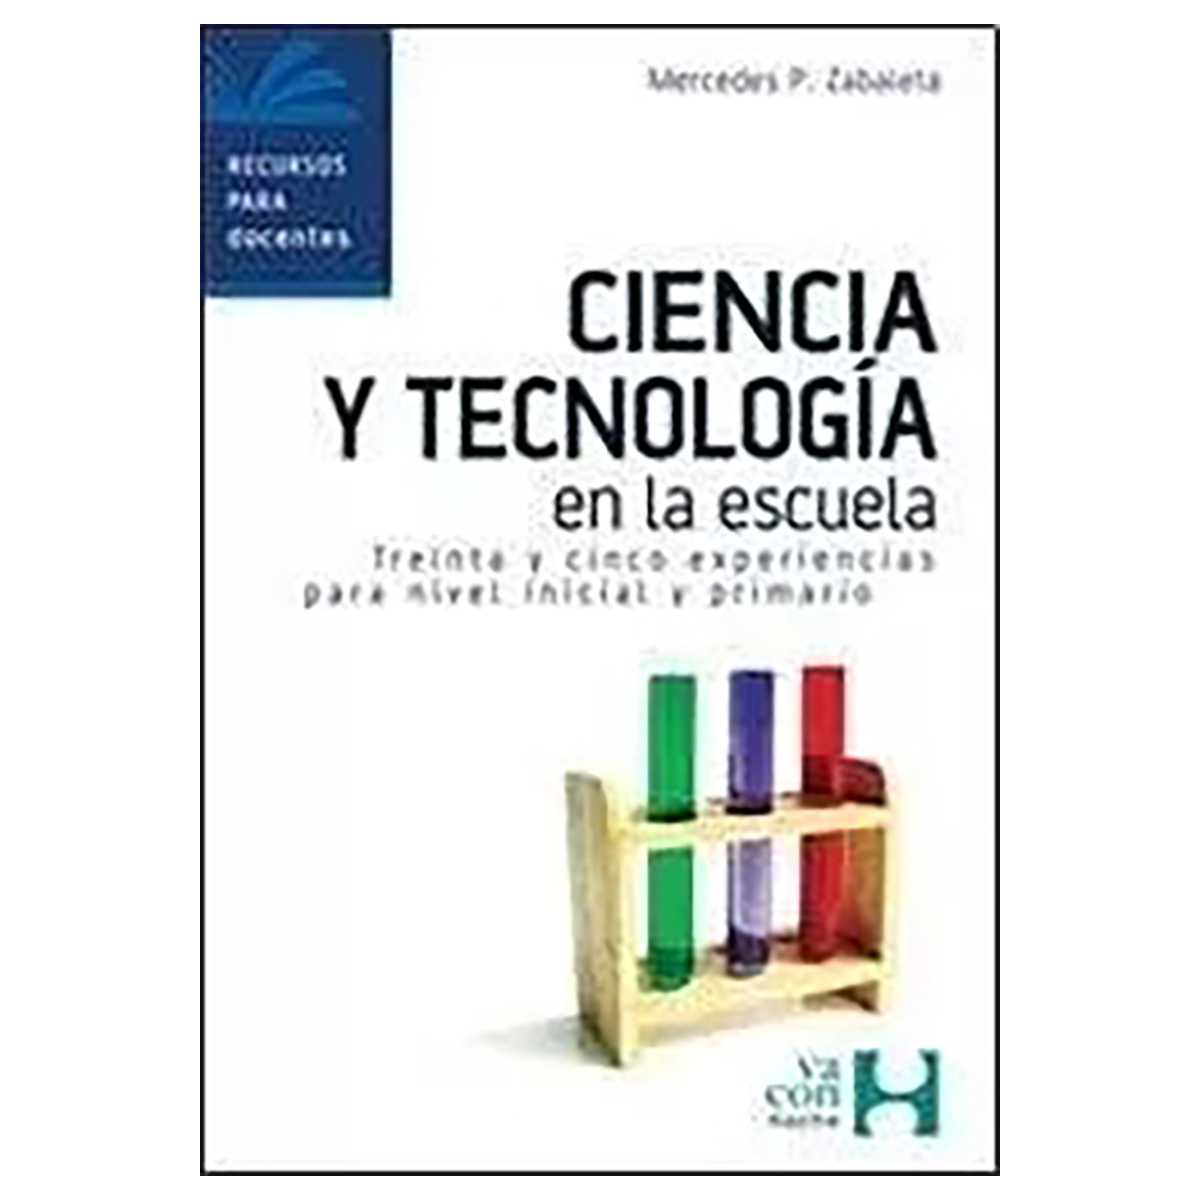 Mercedes P. Zabaleta
RECURSOS
PARA
docentes
CIENCIA
Y TECNOLOGÍA
en la escuela
Treinta y cinco experiencias
para nivel inicial y primario
va
con
hache